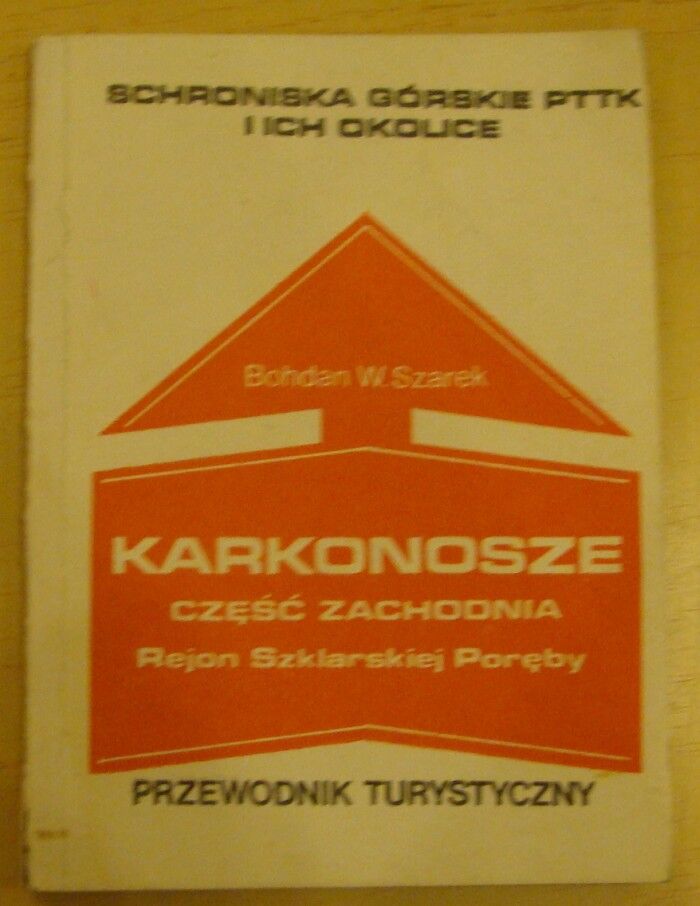 SCHRONISKA GÓRSKIE PTTK
I ICH OKOLICE
Bohdan W. Szarek
KARKONOSZE
CZĘŚĆ ZACHODNIA
Rejon Szklarskiej Poręby
PRZEWODNIK TURYSTYCZNY